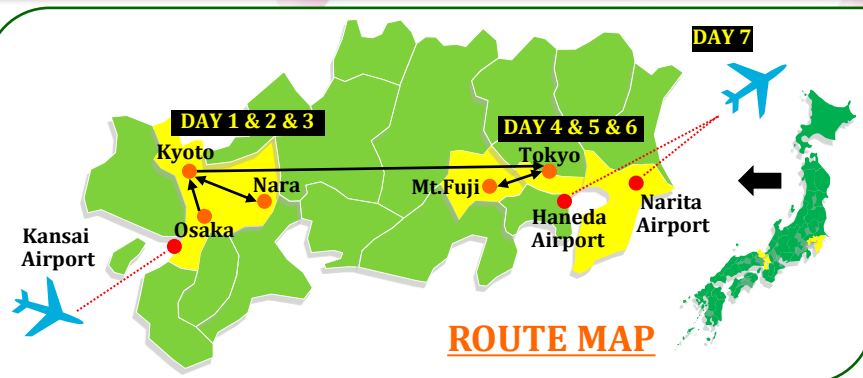 DAY 7
DAY 1 & 2 & 3
DAY 4 & 5 & 6
Kyoto
Tokyo
Nara
Mt.Fuji
Osaka
Kansai
Airport
Haneda
Airport
Narita
Airport
ROUTE MAP